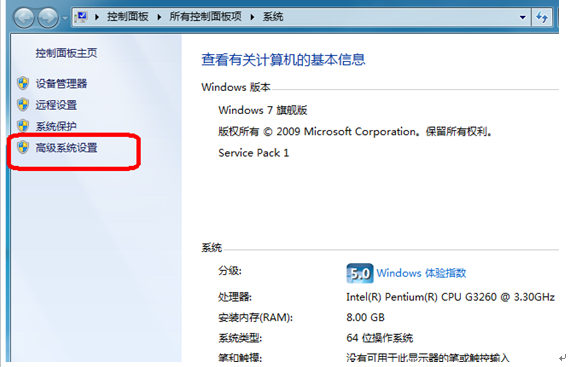 控制面板 ▸ 所有控制面板项 ▸ 系统
控制面板主页
设备管理器
远程设置
系统保护
高级系统设置
查看有关计算机的基本信息
Windows 版本
Windows 7 旗舰版
版权所有 © 2009 Microsoft Corporation。保留所有权利。
Service Pack 1
系统
分级: 5.0 Windows 体验指数
处理器: Intel(R) Pentium(R) CPU G3260 @ 3.30GHz
安装内存(RAM): 8.00 GB
系统类型: 64 位操作系统
笔和触摸: 没有可用于此显示器的笔或触控输入